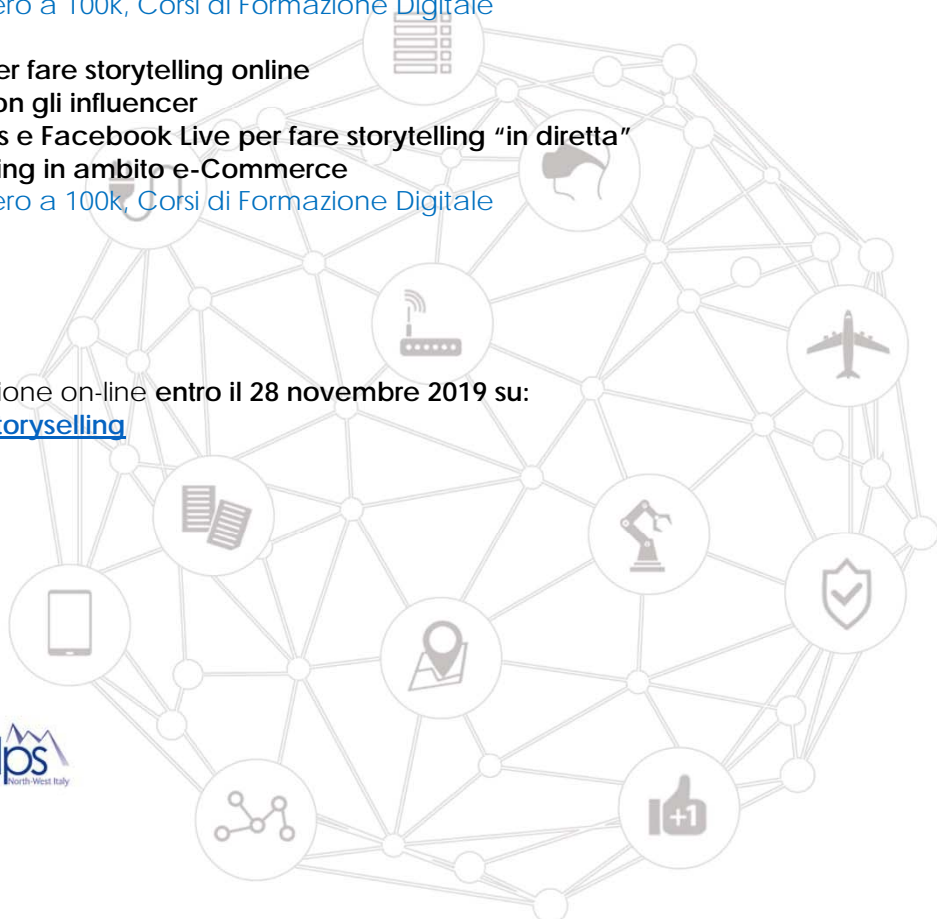 ero a 100k, Corsi di Formazione Digitale
er fare storytelling online
on gli influencer
s e Facebook Live per fare storytelling “in diretta”
ing in ambito e-Commerce
ero a 100k, Corsi di Formazione Digitale
ione on-line entro il 28 novembre 2019 su:
toryselling
lps
North-West Italy
+1